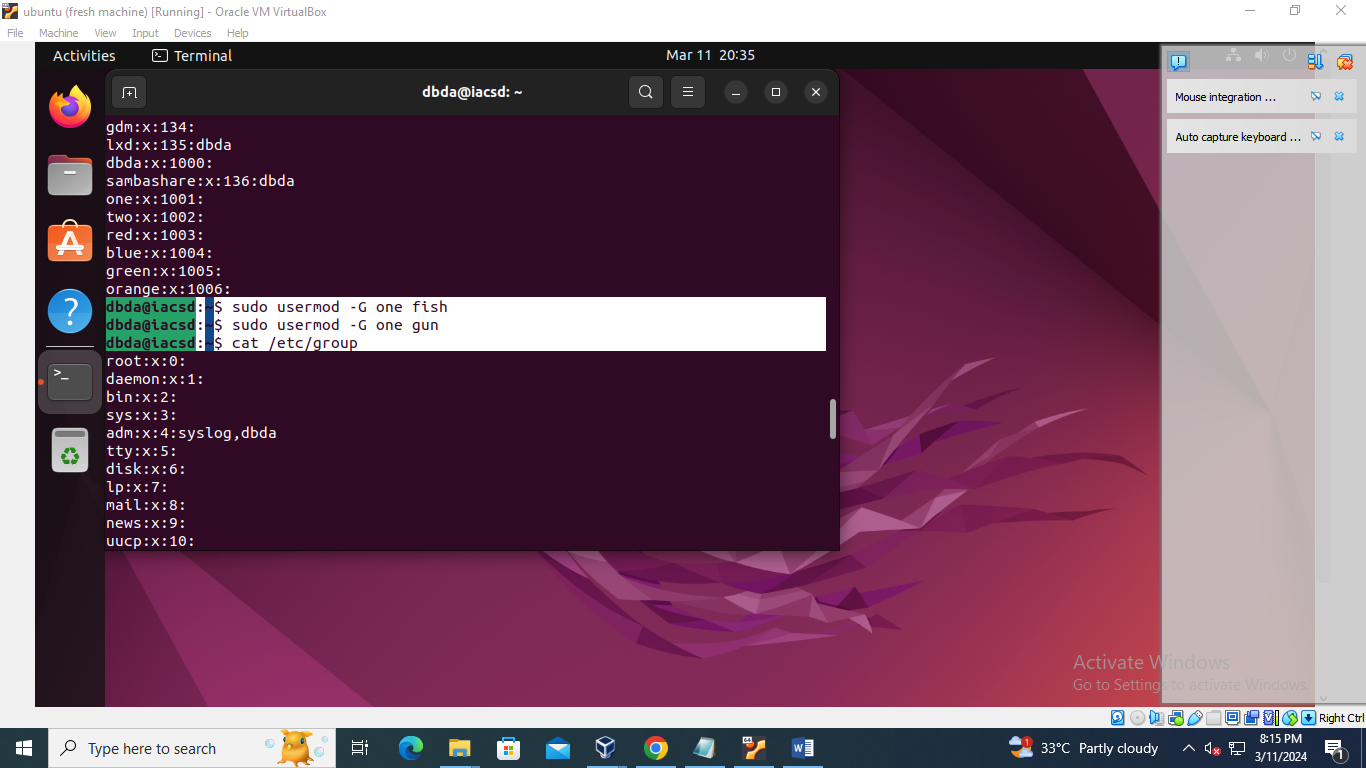 ubuntu (fresh machine) [Running] - Oracle VM VirtualBox
File Machine View Input Devices Help
Activities Terminal Mar 11 20:35
dbda@iacsd: ~
Mouse integration ...
Auto capture keyboard ...
gdm:x:134:
lxd:x:135:dbda
dbda:x:1000:
sambashare:x:136:dbda
one:x:1001:
two:x:1002:
red:x:1003:
blue:x:1004:
green:x:1005:
orange:x:1006:
dbda@iacsd:~$ sudo usermod -G one fish
dbda@iacsd:~$ sudo usermod -G one gun
dbda@iacsd:~$ cat /etc/group
root:x:0:
daemon:x:1:
bin:x:2:
sys:x:3:
adm:x:4:syslog,dbda
tty:x:5:
disk:x:6:
lp:x:7:
mail:x:8:
news:x:9:
uucp:x:10:
Activate Windows
Go to Settings to activate Windows.
Right Ctrl
Type here to search
1
33°C Partly cloudy
8:15 PM
3/11/2024
1